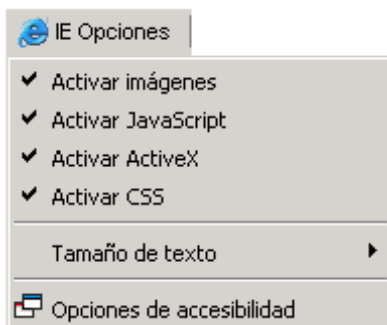 IE Opciones
Activar imágenes
Activar JavaScript
Activar ActiveX
Activar CSS
Tamaño de texto
Opciones de accesibilidad